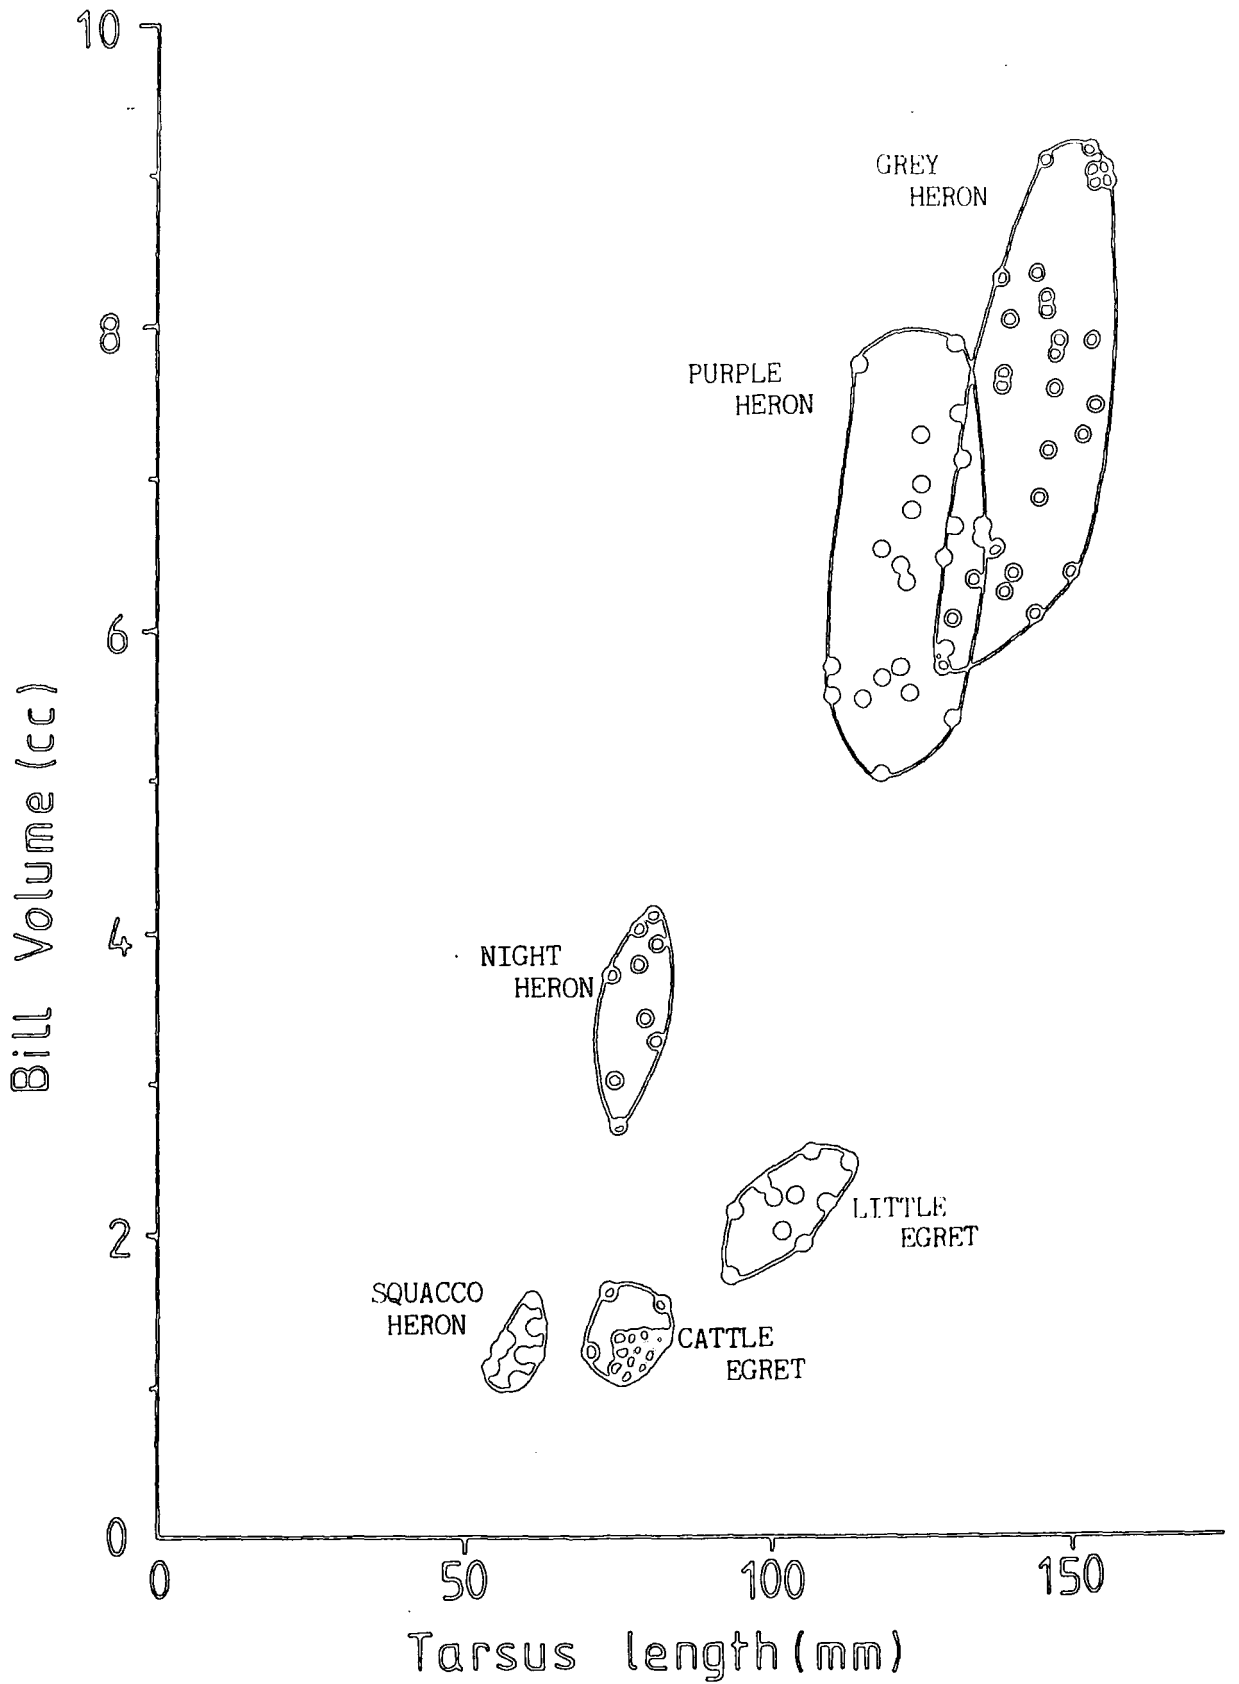 10
GREY
HERON
8
PURPLE
HERON
6
Bill Volume (cc)
4
NIGHT
HERON
2
LITTLE
EGRET
SQUACCO
HERON
CATTLE
EGRET
0
0 50 100 150
Tarsus length (mm)